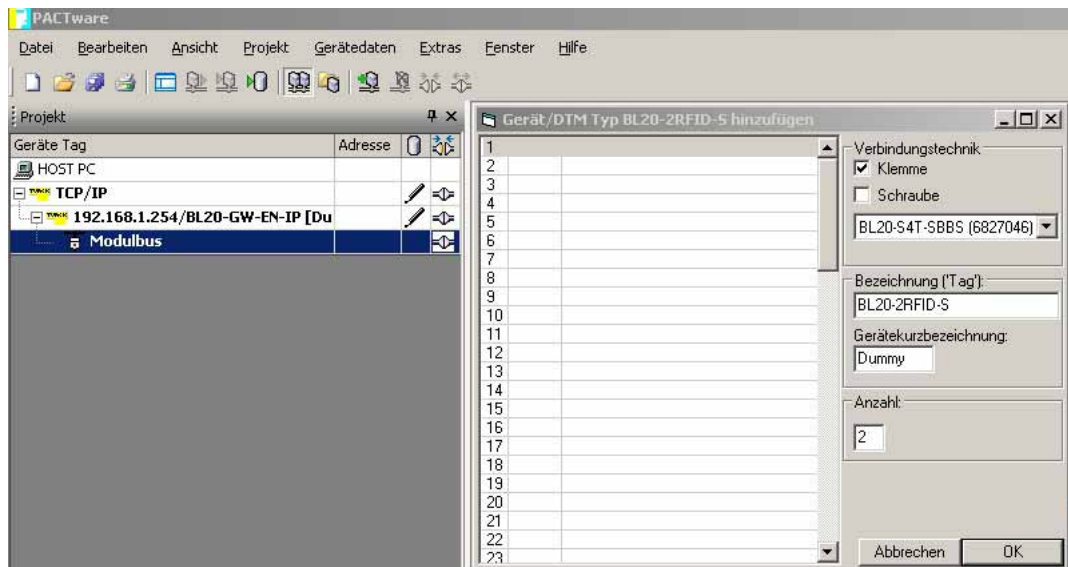 PACTware
Datei Bearbeiten Ansicht Projekt Gerätedaten Extras Fenster Hilfe
Projekt
Geräte Tag Adresse
HOST PC
TURCK TCP/IP
TURCK 192.168.1.254/BL20-GW-EN-IP [Du
Modulbus
Gerät/DTM Typ BL20-2RFID-S hinzufügen
1
2
3
4
5
6
7
8
9
10
11
12
13
14
15
16
17
18
19
20
21
22
23
Verbindungstechnik
Klemme
Schraube
BL20-S4T-SBBS (6827046)
Bezeichnung ('Tag'):
BL20-2RFID-S
Gerätekurzbezeichnung:
Dummy
Anzahl:
2
Abbrechen OK